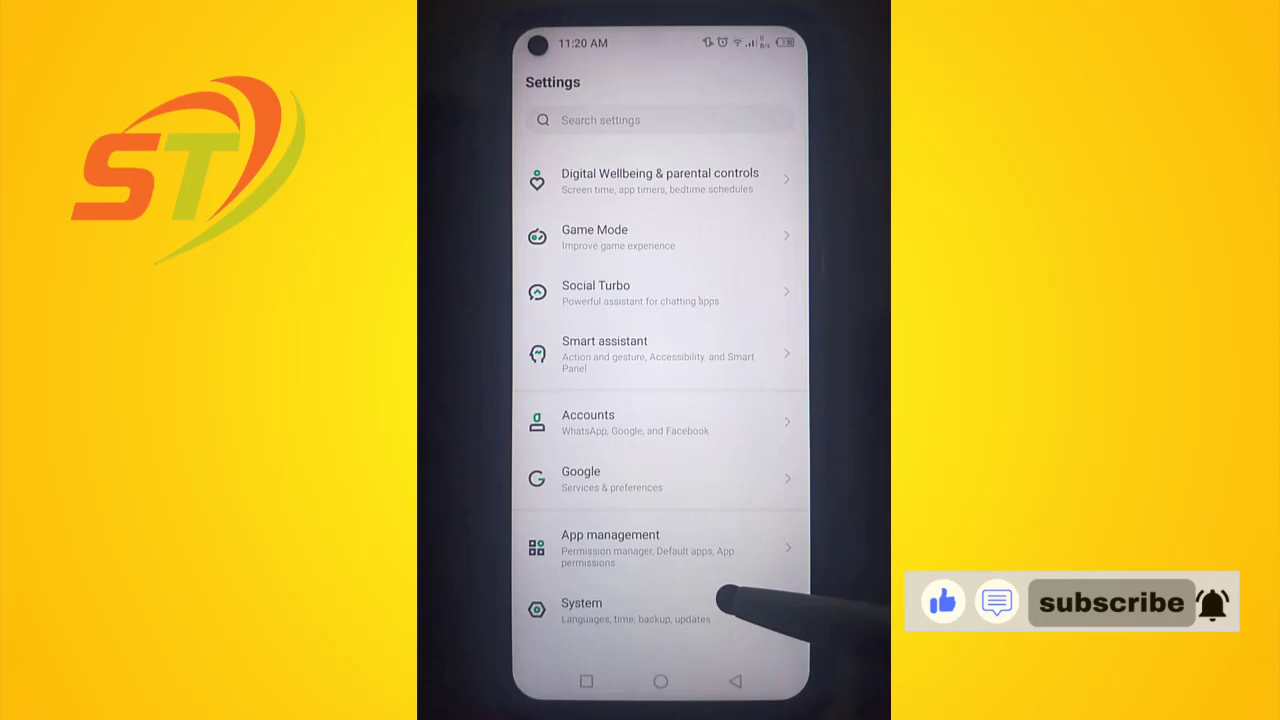 ST
11:20 AM
Settings
Search settings
Digital Wellbeing & parental controls
Screen time, app timers, bedtime schedules
Game Mode
Improve game experience
Social Turbo
Powerful assistant for chatting apps
Smart assistant
Action and gesture, Accessibility, and Smart
Panel
Accounts
WhatsApp, Google, and Facebook
Google
Services & preferences
App management
Permission manager, Default apps, App
permissions
System
Languages, time, backup, updates
subscribe